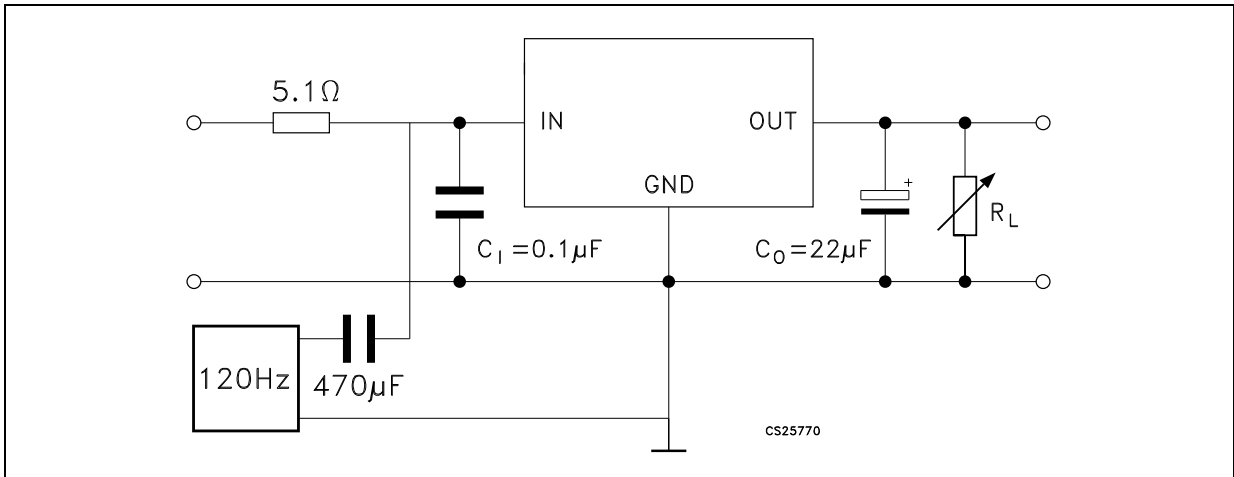 5.1Ω
IN
OUT
GND
+
R_L
C_I=0.1µF
C_O=22µF
120Hz
470µF
CS25770